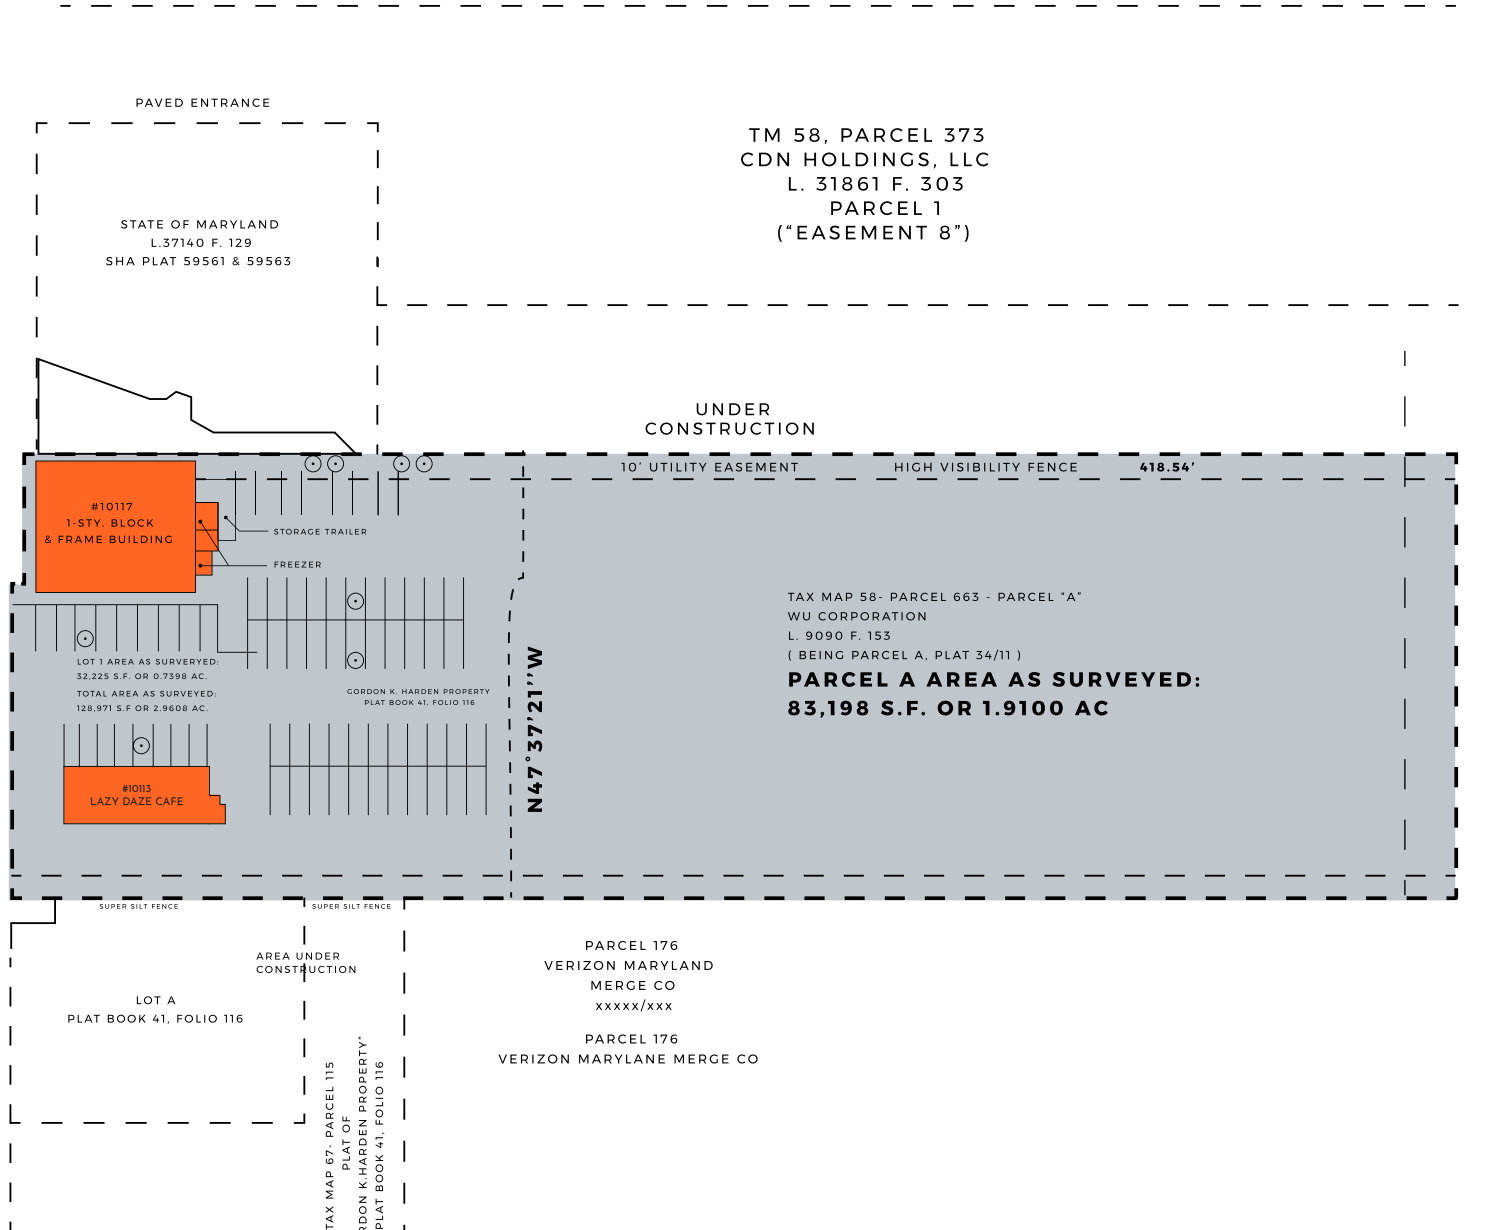 PAVED ENTRANCE
STATE OF MARYLAND
L.37140 F. 129
SHA PLAT 59561 & 59563
TM 58, PARCEL 373
CDN HOLDINGS, LLC
L. 31861 F. 303
PARCEL 1
(“EASEMENT 8”)
UNDER
CONSTRUCTION
10’ UTILITY EASEMENT
HIGH VISIBILITY FENCE
418.54’
#10117
1-STY. BLOCK
& FRAME BUILDING
STORAGE TRAILER
FREEZER
LOT 1 AREA AS SURVERYED:
32,225 S.F. OR 0.7398 AC.
TOTAL AREA AS SURVEYED:
128,971 S.F OR 2.9608 AC.
GORDON K. HARDEN PROPERTY
PLAT BOOK 41, FOLIO 116
N47°37’21’’W
TAX MAP 58- PARCEL 663 - PARCEL “A”
WU CORPORATION
L. 9090 F. 153
( BEING PARCEL A, PLAT 34/11 )
PARCEL A AREA AS SURVEYED:
83,198 S.F. OR 1.9100 AC
#10113
LAZY DAZE CAFE
SUPER SILT FENCE
SUPER SILT FENCE
AREA UNDER
CONSTRUCTION
LOT A
PLAT BOOK 41, FOLIO 116
PARCEL 176
VERIZON MARYLAND
MERGE CO
xxxxx/xxx
PARCEL 176
VERIZON MARYLANE MERGE CO
TAX MAP 67- PARCEL 115
PLAT OF
RDON K.HARDEN PROPERTY”
PLAT BOOK 41, FOLIO 116